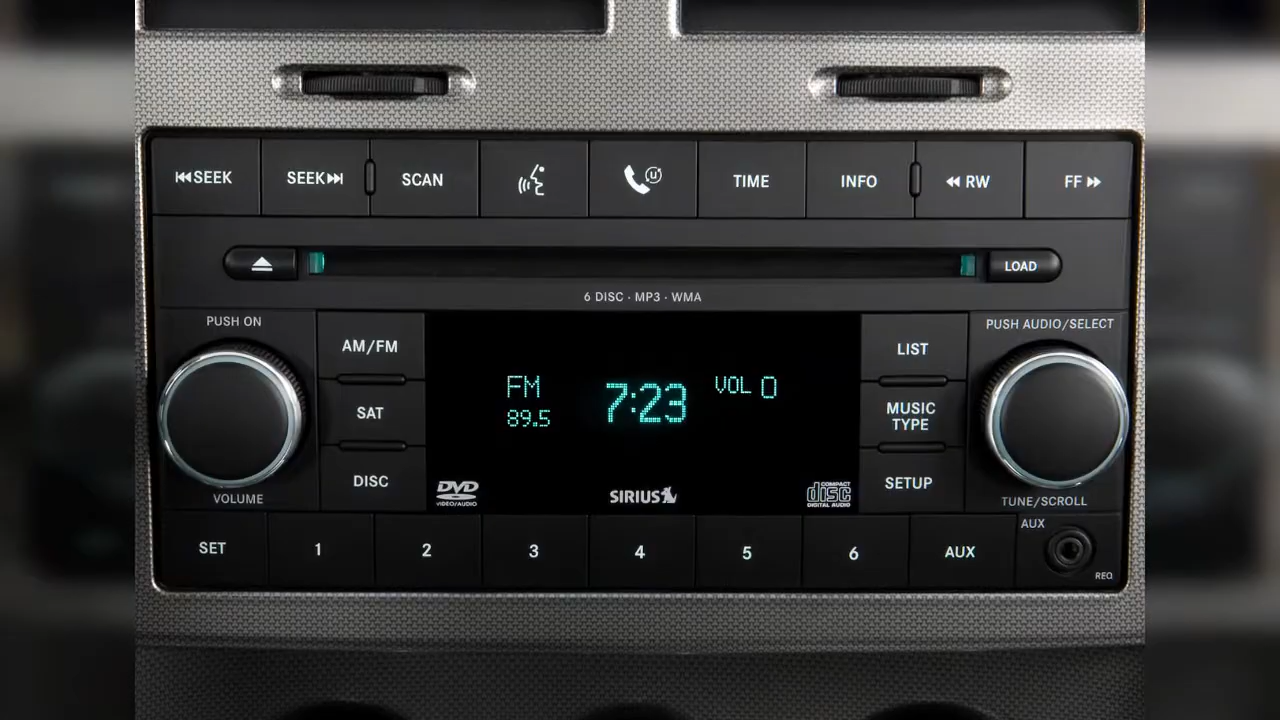 SEEK SEEK SCAN U TIME INFO RW FF
LOAD
6 DISC · MP3 · WMA
PUSH ON
PUSH AUDIO/SELECT
AM/FM
LIST
FM 7:23 VOL 0
89.5
SAT
MUSIC
TYPE
DISC
SETUP
DVD
VIDEO/AUDIO
SIRIUS
COMPACT
disc
DIGITAL AUDIO
VOLUME
TUNE/SCROLL
SET 1 2 3 4 5 6 AUX
AUX
REQ